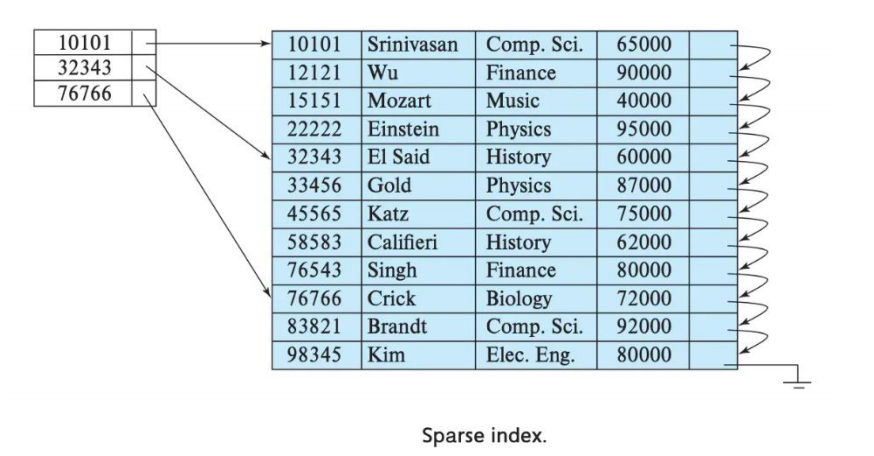 10101
32343
76766
10101 Srinivasan Comp. Sci. 65000
12121 Wu Finance 90000
15151 Mozart Music 40000
22222 Einstein Physics 95000
32343 El Said History 60000
33456 Gold Physics 87000
45565 Katz Comp. Sci. 75000
58583 Califieri History 62000
76543 Singh Finance 80000
76766 Crick Biology 72000
83821 Brandt Comp. Sci. 92000
98345 Kim Elec. Eng. 80000
Sparse index.